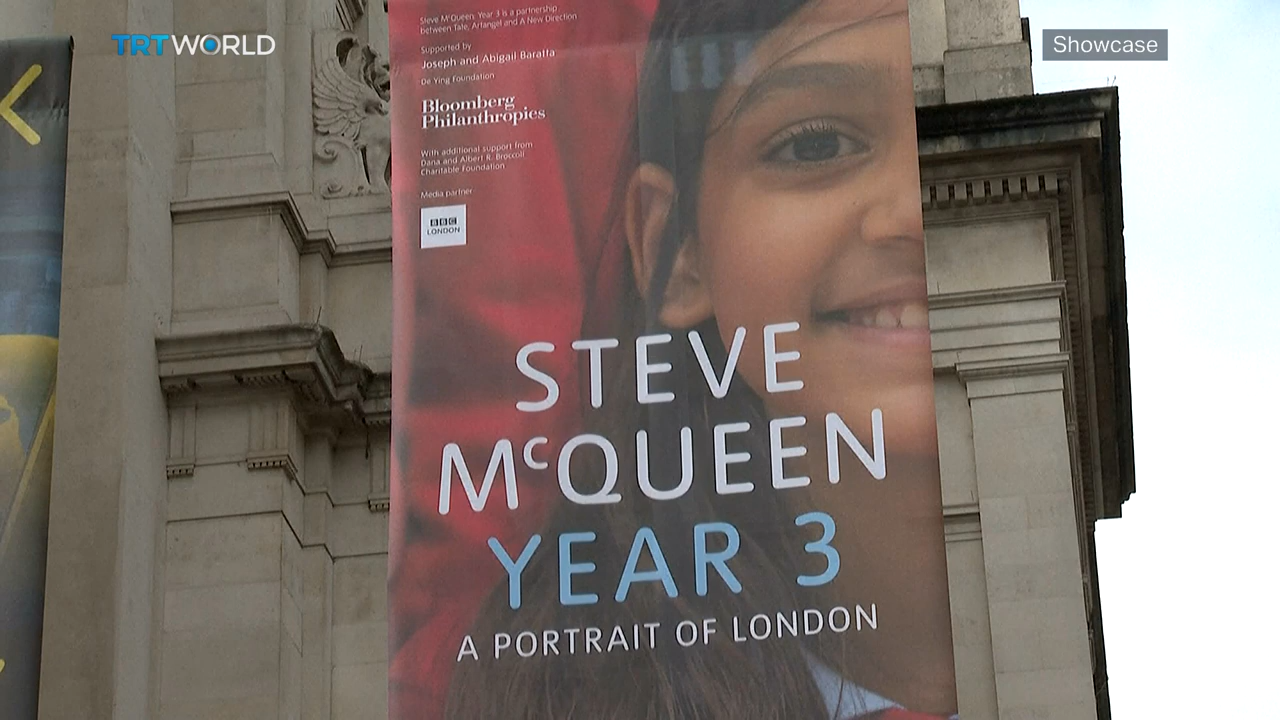 TRT WORLD
Showcase
Steve McQueen: Year 3 is a partnership
between Tate, Artangel and A New Direction
Supported by
Joseph and Abigail Baratta
De Ying Foundation
Bloomberg
Philanthropies
With additional support from
Dana and Albert R. Broccoli
Charitable Foundation
Media partner
BBC
LONDON
STEVE
McQUEEN
YEAR 3
A PORTRAIT OF LONDON